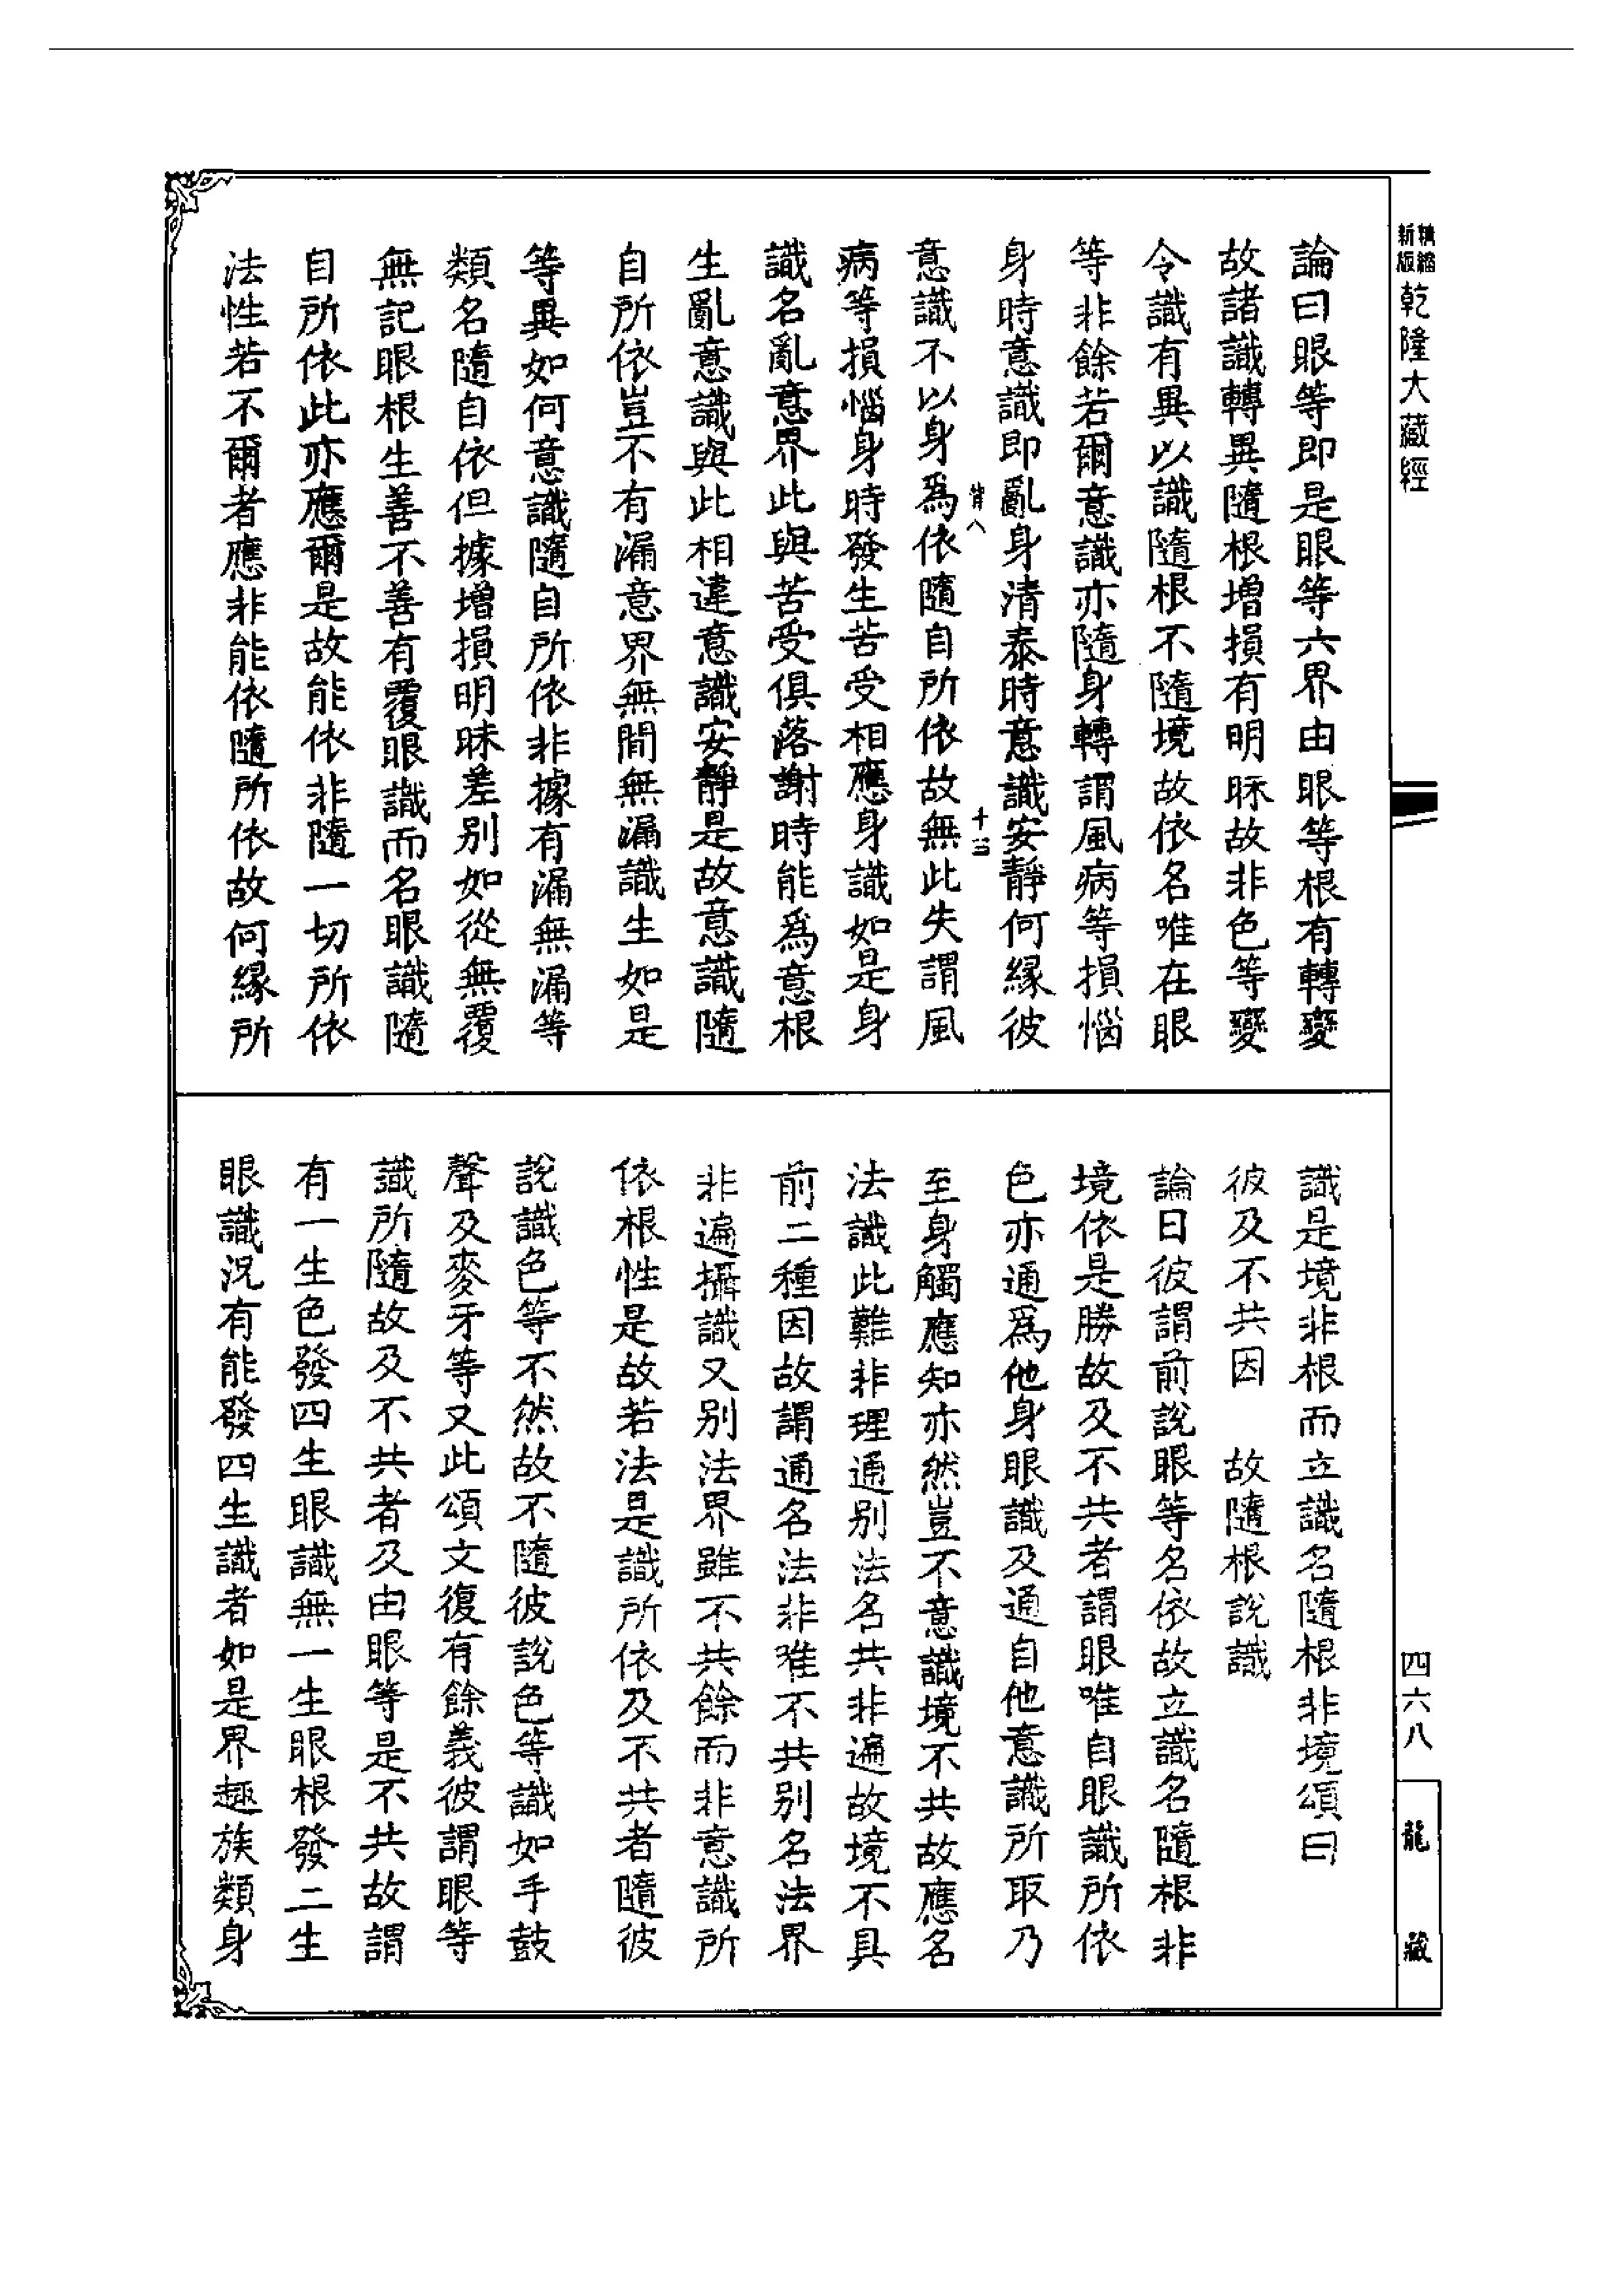 精縮新版乾隆大藏經
論曰眼等即是眼等六界由眼等根有轉變
故諸識轉異隨根增損有明昧故非色等變
令識有異以識隨根不隨境故依名唯在眼
等非餘若爾意識亦隨身轉謂風病等損惱
身時意識即亂身清泰時意識安靜何緣彼
意識不以身爲依隨自所依故無此失謂風
病等損惱身時發生苦受相應身識如是身
識名亂意界此與苦受俱落謝時能爲意根
生亂意識與此相違意識安靜是故意識隨
自所依豈不有漏意界無間無漏識生如是
等異如何意識隨自所依非據有漏無漏等
類名隨自依但據增損明昧差別如從無覆
無記眼根生善不善有覆眼識而名眼識隨
自所依此亦應爾是故能依非隨一切所依
法性若不爾者應非能依隨所依故何緣所
識是境非根而立識名隨根非境頌曰
彼及不共因　故隨根說識
論曰彼謂前說眼等名依故立識名隨根非
境依是勝故及不共者謂眼唯自眼識所依
色亦通爲他身眼識及通自他意識所取乃
至身觸應知亦然豈不意識境不共故應名
法識此難非理通別法名共非遍故境不具
前二種因故謂通名法非唯不共別名法界
非遍攝識又別法界雖不共餘而非意識所
依根性是故若法是識所依及不共者隨彼
說識色等不然故不隨彼說色等識如手鼓
聲及麥牙等又此頌文復有餘義彼謂眼等
識所隨故及不共者及由眼等是不共故謂
有一生色發四生眼識無一生眼根發二生
眼識況有能發四生識者如是界趣族類身
四六八
龍藏